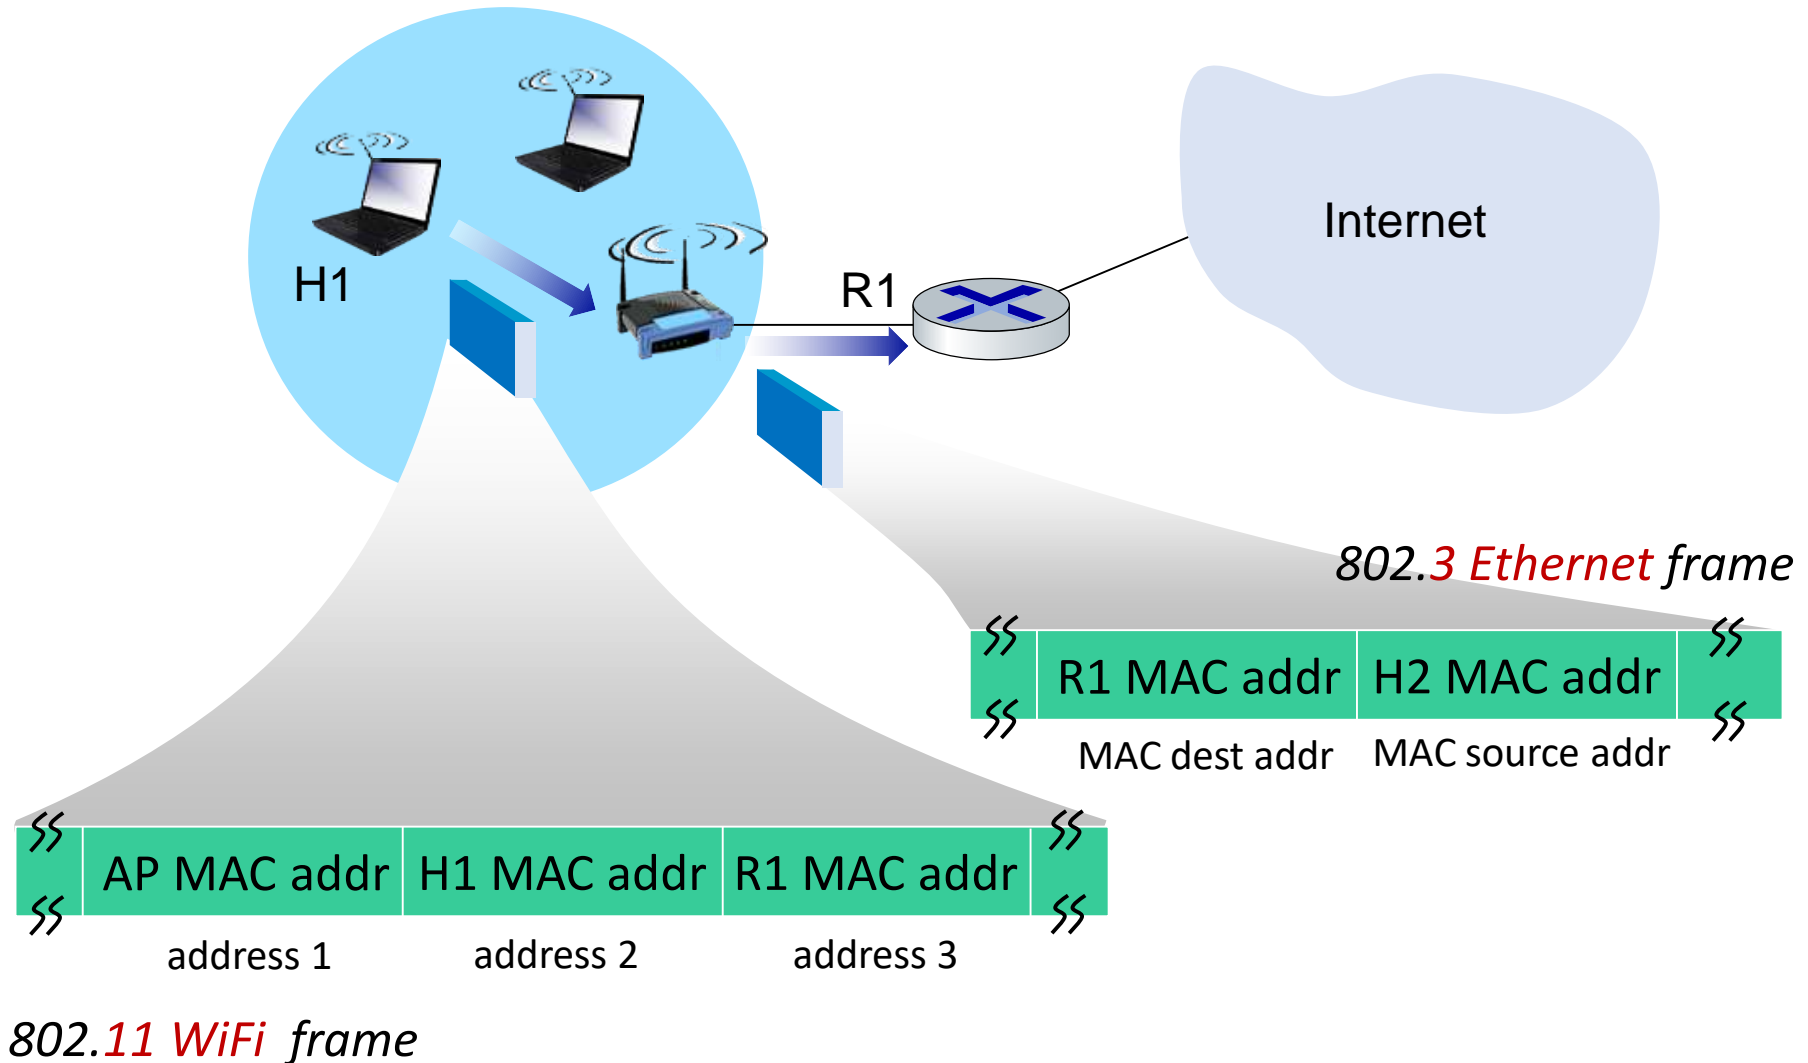 Internet
H1
R1
802.3 Ethernet frame
R1 MAC addr H2 MAC addr
MAC dest addr MAC source addr
AP MAC addr H1 MAC addr R1 MAC addr
address 1 address 2 address 3
802.11 WiFi frame